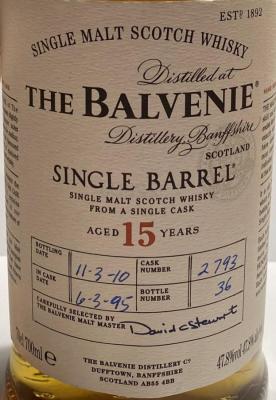 ESTD 1892
SINGLE MALT SCOTCH WHISKY
Distilled at
THE BALVENIE®
Distillery, Banffshire
SCOTLAND
SINGLE BARREL®
SINGLE MALT SCOTCH WHISKY
FROM A SINGLE CASK
AGED 15 YEARS
BOTTLING DATE 11-3-10 CASK NUMBER 2793
IN CASK DATE 6-3-95 BOTTLE NUMBER 36
CAREFULLY SELECTED BY
THE BALVENIE MALT MASTER David C Stewart
70cl 700ml e 47.8%vol 47.8%
THE BALVENIE DISTILLERY Cº
DUFFTOWN, BANFFSHIRE
SCOTLAND AB55 4BB